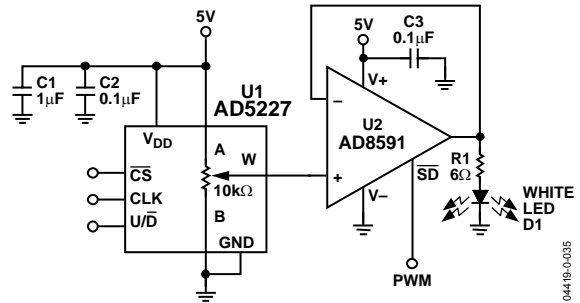 5V
C1
1µF
C2
0.1µF
U1
AD5227
VDD
A
W
10kΩ
B
GND
CS
CLK
U/D
5V
C3
0.1µF
V+
–
U2
AD8591
+
V–
SD
PWM
R1
6Ω
WHITE
LED
D1
04419-0-035